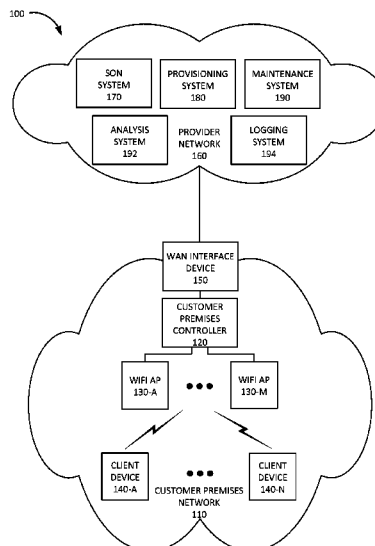 100
SON
SYSTEM
170
PROVISIONING
SYSTEM
180
MAINTENANCE
SYSTEM
190
ANALYSIS
SYSTEM
192
PROVIDER
NETWORK
160
LOGGING
SYSTEM
194
WAN INTERFACE
DEVICE
150
CUSTOMER
PREMISES
CONTROLLER
120
WIFI AP
130-A
WIFI AP
130-M
CLIENT
DEVICE
140-A
CLIENT
DEVICE
140-N
CUSTOMER PREMISES
NETWORK
110